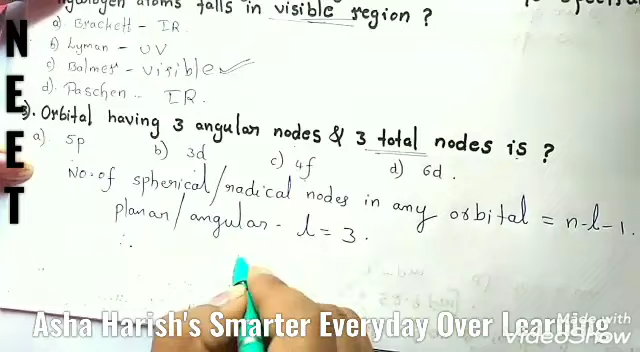 hydrogen atoms falls in visible region ?
a) Brackett - IR.
b) Lyman - UV
c) Balmer - visible
d). Paschen - IR.
3). Orbital having 3 angular nodes & 3 total nodes is ?
a). 5p b) 3d c) 4f d) 6d.
No. of spherical/radical nodes in any orbital = n-l-1.
planar/angular - l = 3.
∴
NEET
Asha Harish's Smarter Everyday Over Learning
Made with
VideoShow